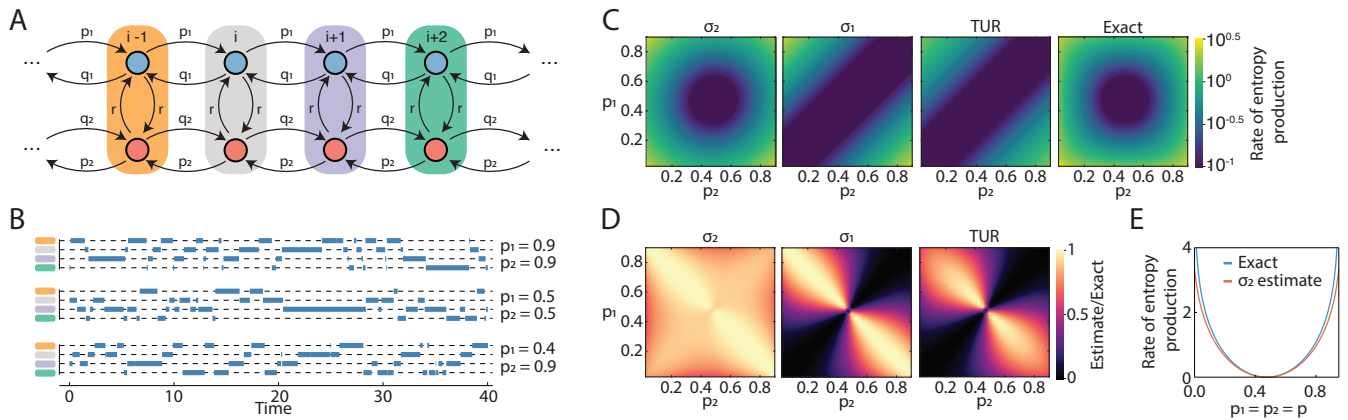 A
i -1
i
i+1
i+2
p₁ p₁ p₁ p₁ p₁
... ...
q₁ q₁ q₁ q₁ q₁
r r r r r r r r
q₂ q₂ q₂ q₂ q₂
... ...
p₂ p₂ p₂ p₂ p₂
B
p₁ = 0.9
p₂ = 0.9
p₁ = 0.5
p₂ = 0.5
p₁ = 0.4
p₂ = 0.9
0 10 20 30 40
Time
C
σ₂ σ₁ TUR Exact
p₁
0.8
0.6
0.4
0.2
0.2 0.4 0.6 0.8 0.2 0.4 0.6 0.8 0.2 0.4 0.6 0.8 0.2 0.4 0.6 0.8
p₂ p₂ p₂ p₂
10^0.5
10^0
10^-0.5
10^-1
Rate of entropy
production
D
σ₂ σ₁ TUR
p₁
0.8
0.6
0.4
0.2
0.2 0.4 0.6 0.8 0.2 0.4 0.6 0.8 0.2 0.4 0.6 0.8
p₂ p₂ p₂
1
0.5
0
Estimate/Exact
E
4
2
0
Rate of entropy
production
Exact
σ₂ estimate
0.0 0.5
p₁ = p₂ = p